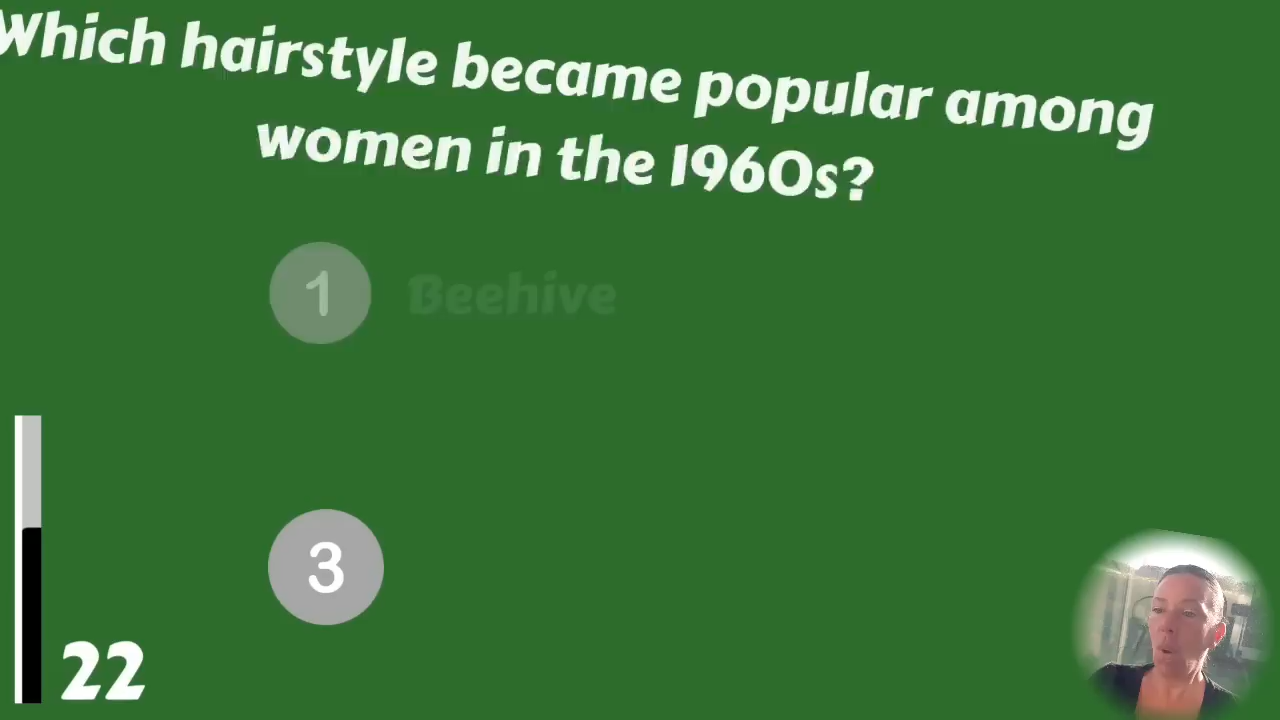 Which hairstyle became popular among
women in the 1960s?
1 Beehive
3
22